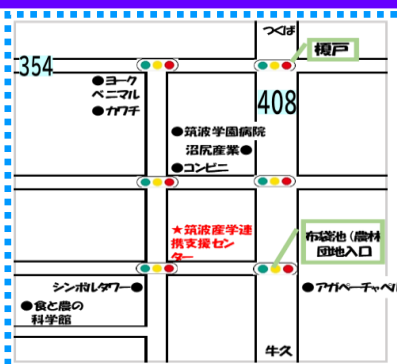 つくば
榎戸
354
●ヨーク
ベニマル
●カワチ
408
●筑波学園病院
沼尻産業●
●コンビニ
★筑波産学連
携支援セン
ター
布袋池（農林
団地入口
シンボルタワー●
●アガペーチャペル
●食と農の
科学館
牛久